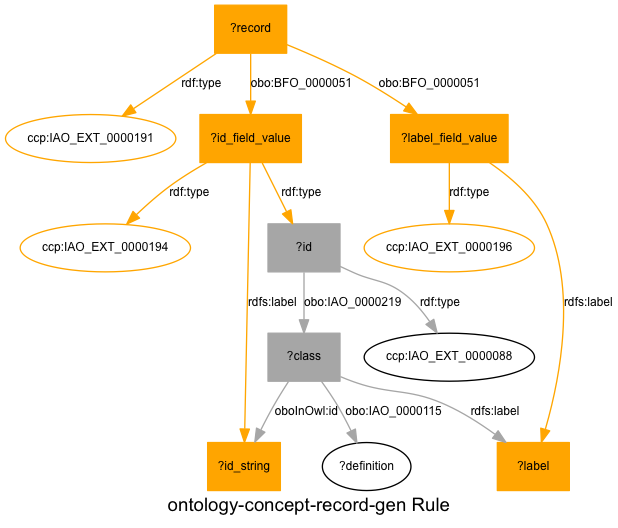 ?record
rdf:type
obo:BFO_0000051
obo:BFO_0000051
ccp:IAO_EXT_0000191
?id_field_value
?label_field_value
rdf:type
rdf:type
rdf:type
ccp:IAO_EXT_0000194
?id
ccp:IAO_EXT_0000196
rdfs:label
obo:IAO_0000219
rdf:type
rdfs:label
?class
ccp:IAO_EXT_0000088
oboInOwl:id
obo:IAO_0000115
rdfs:label
?id_string
?definition
?label
ontology-concept-record-gen Rule